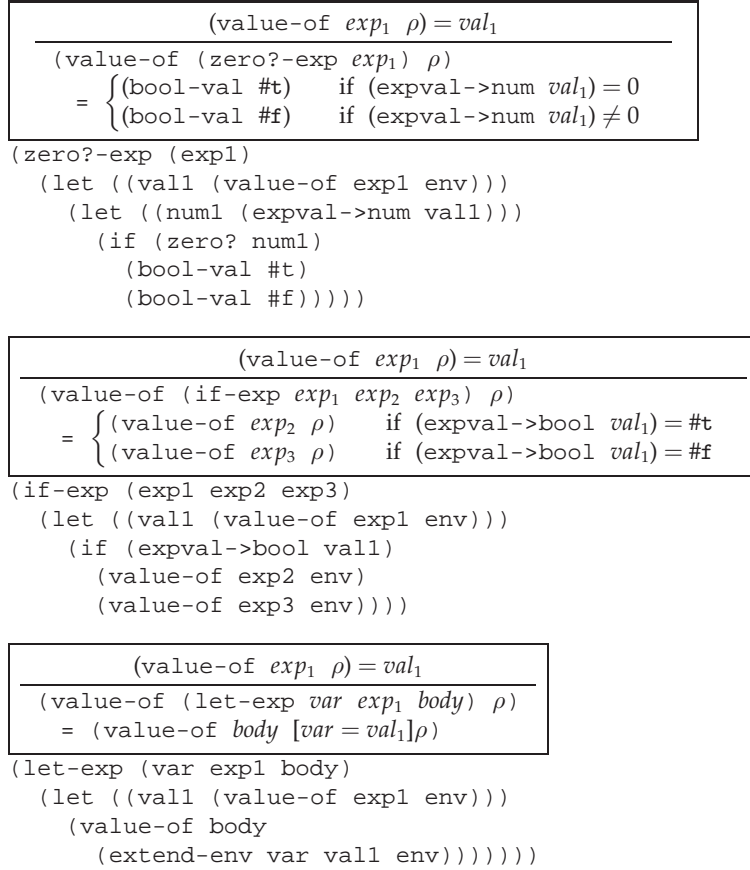 (value-of exp₁ ρ) = val₁
(value-of (zero?-exp exp₁) ρ)
= { (bool-val #t) if (expval->num val₁) = 0
(bool-val #f) if (expval->num val₁) ≠ 0
(zero?-exp (exp1)
(let ((val1 (value-of exp1 env)))
(let ((num1 (expval->num val1)))
(if (zero? num1)
(bool-val #t)
(bool-val #f)))))
(value-of exp₁ ρ) = val₁
(value-of (if-exp exp₁ exp₂ exp₃) ρ)
= { (value-of exp₂ ρ) if (expval->bool val₁) = #t
(value-of exp₃ ρ) if (expval->bool val₁) = #f
(if-exp (exp1 exp2 exp3)
(let ((val1 (value-of exp1 env)))
(if (expval->bool val1)
(value-of exp2 env)
(value-of exp3 env))))
(value-of exp₁ ρ) = val₁
(value-of (let-exp var exp₁ body) ρ)
= (value-of body [var = val₁]ρ)
(let-exp (var exp1 body)
(let ((val1 (value-of exp1 env)))
(value-of body
(extend-env var val1 env)))))))